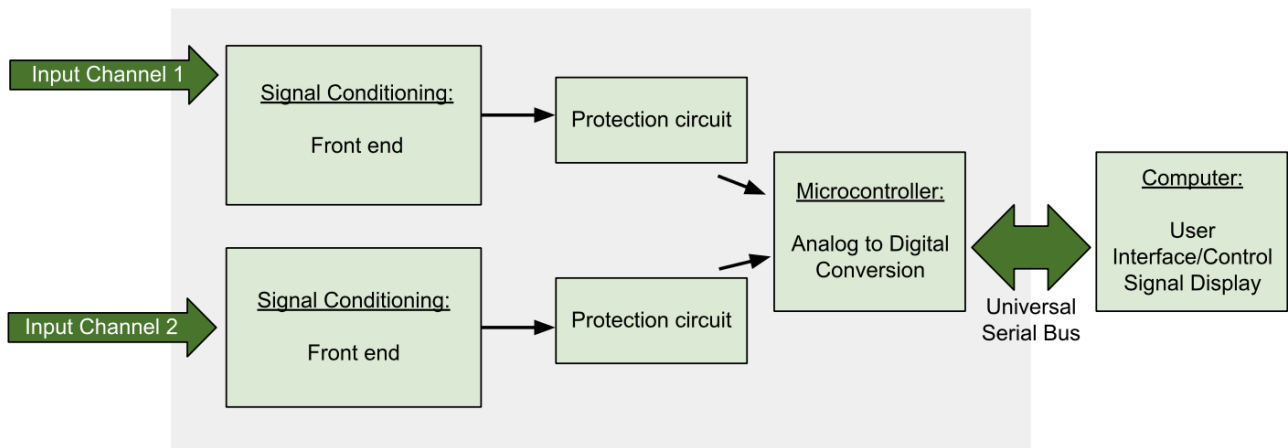 Input Channel 1
Signal Conditioning:
Front end
Protection circuit
Microcontroller:
Analog to Digital
Conversion
Computer:
User
Interface/Control
Signal Display
Universal
Serial Bus
Input Channel 2
Signal Conditioning:
Front end
Protection circuit